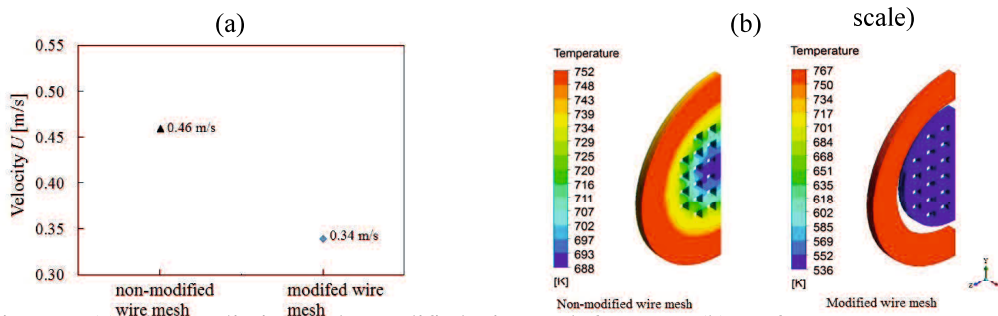 (a)
0.55
0.50
0.45
0.40
0.35
0.30
Velocity U [m/s]
0.46 m/s
0.34 m/s
non-modified
wire mesh
modifed wire
mesh
(b)
scale)
Temperature
752
748
743
739
734
729
725
720
716
711
707
702
697
693
688
[K]
Non-modified wire mesh
Temperature
767
750
734
717
701
684
668
651
635
618
602
585
569
552
536
[K]
Modified wire mesh
Y
Z